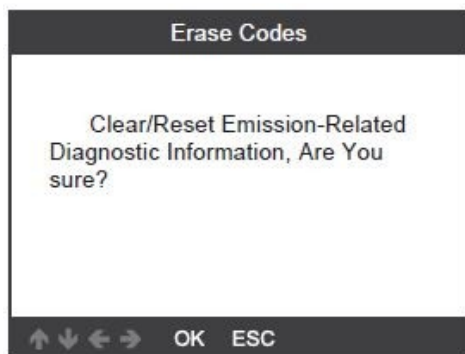 Erase Codes
Clear/Reset Emission-Related
Diagnostic Information, Are You
sure?
OK ESC